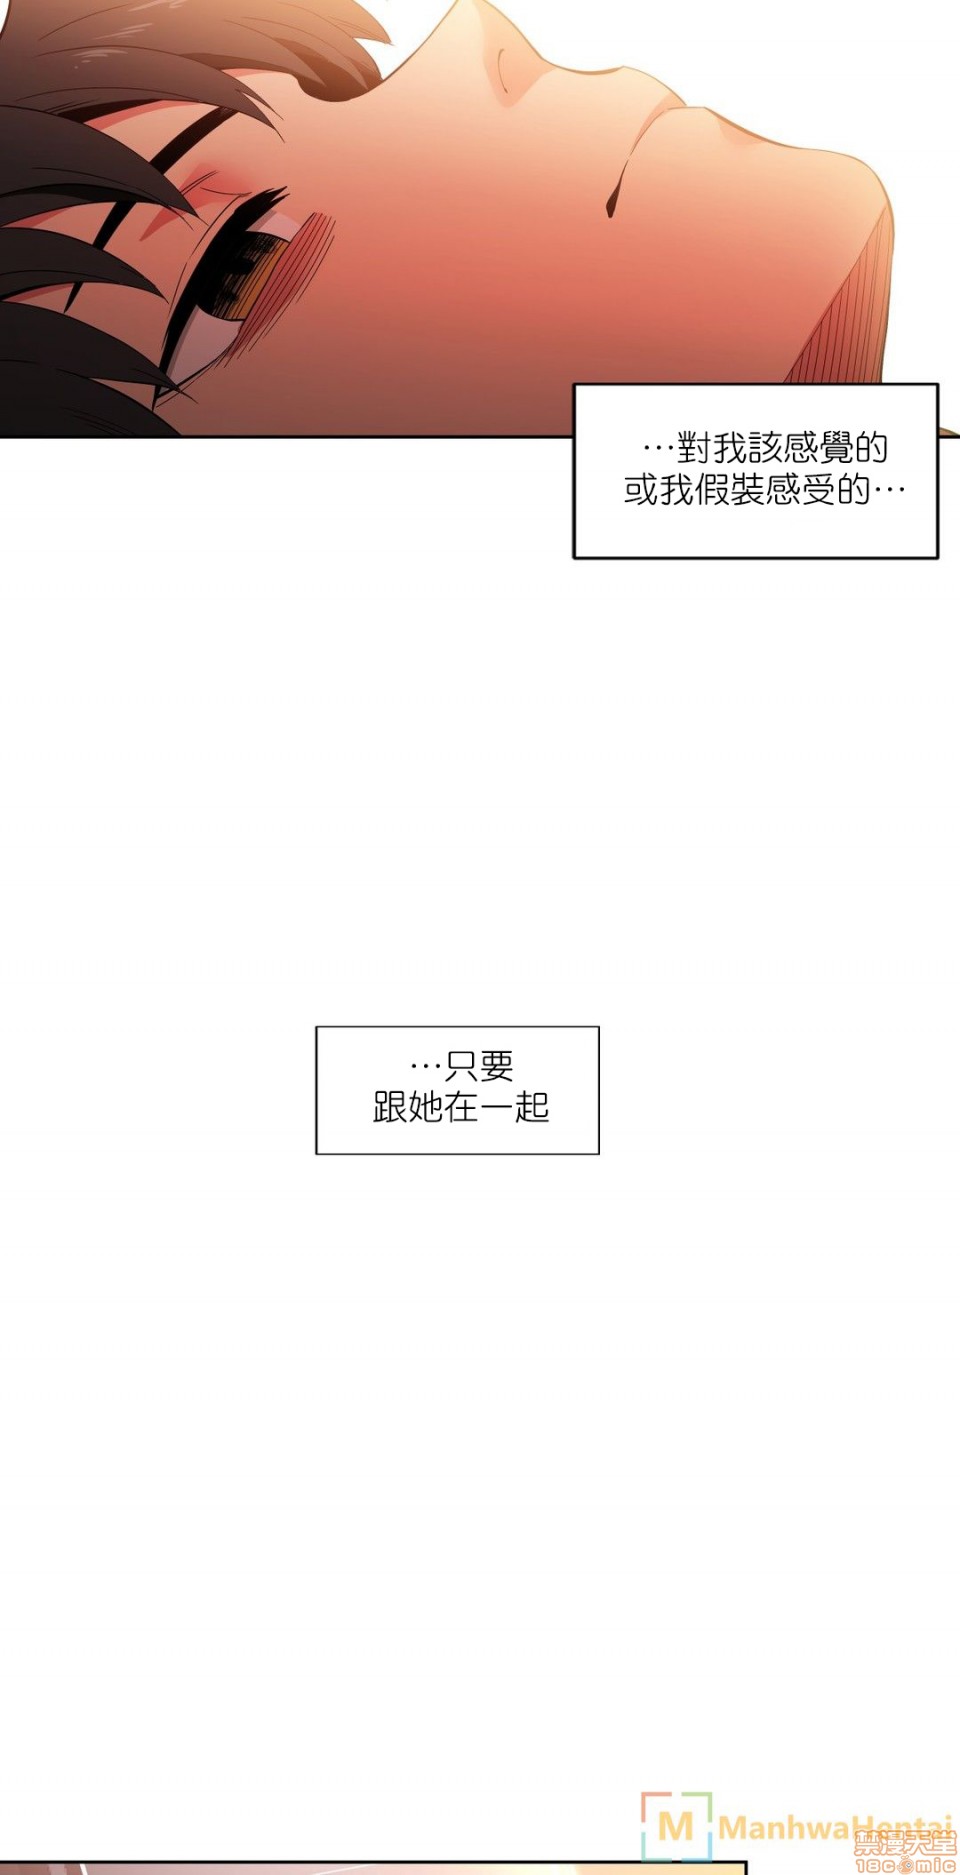 ⋯對我該感覺的
或我假裝感受的⋯
⋯只要
跟她在一起
M ManhwaHentai
禁漫天堂
18comic